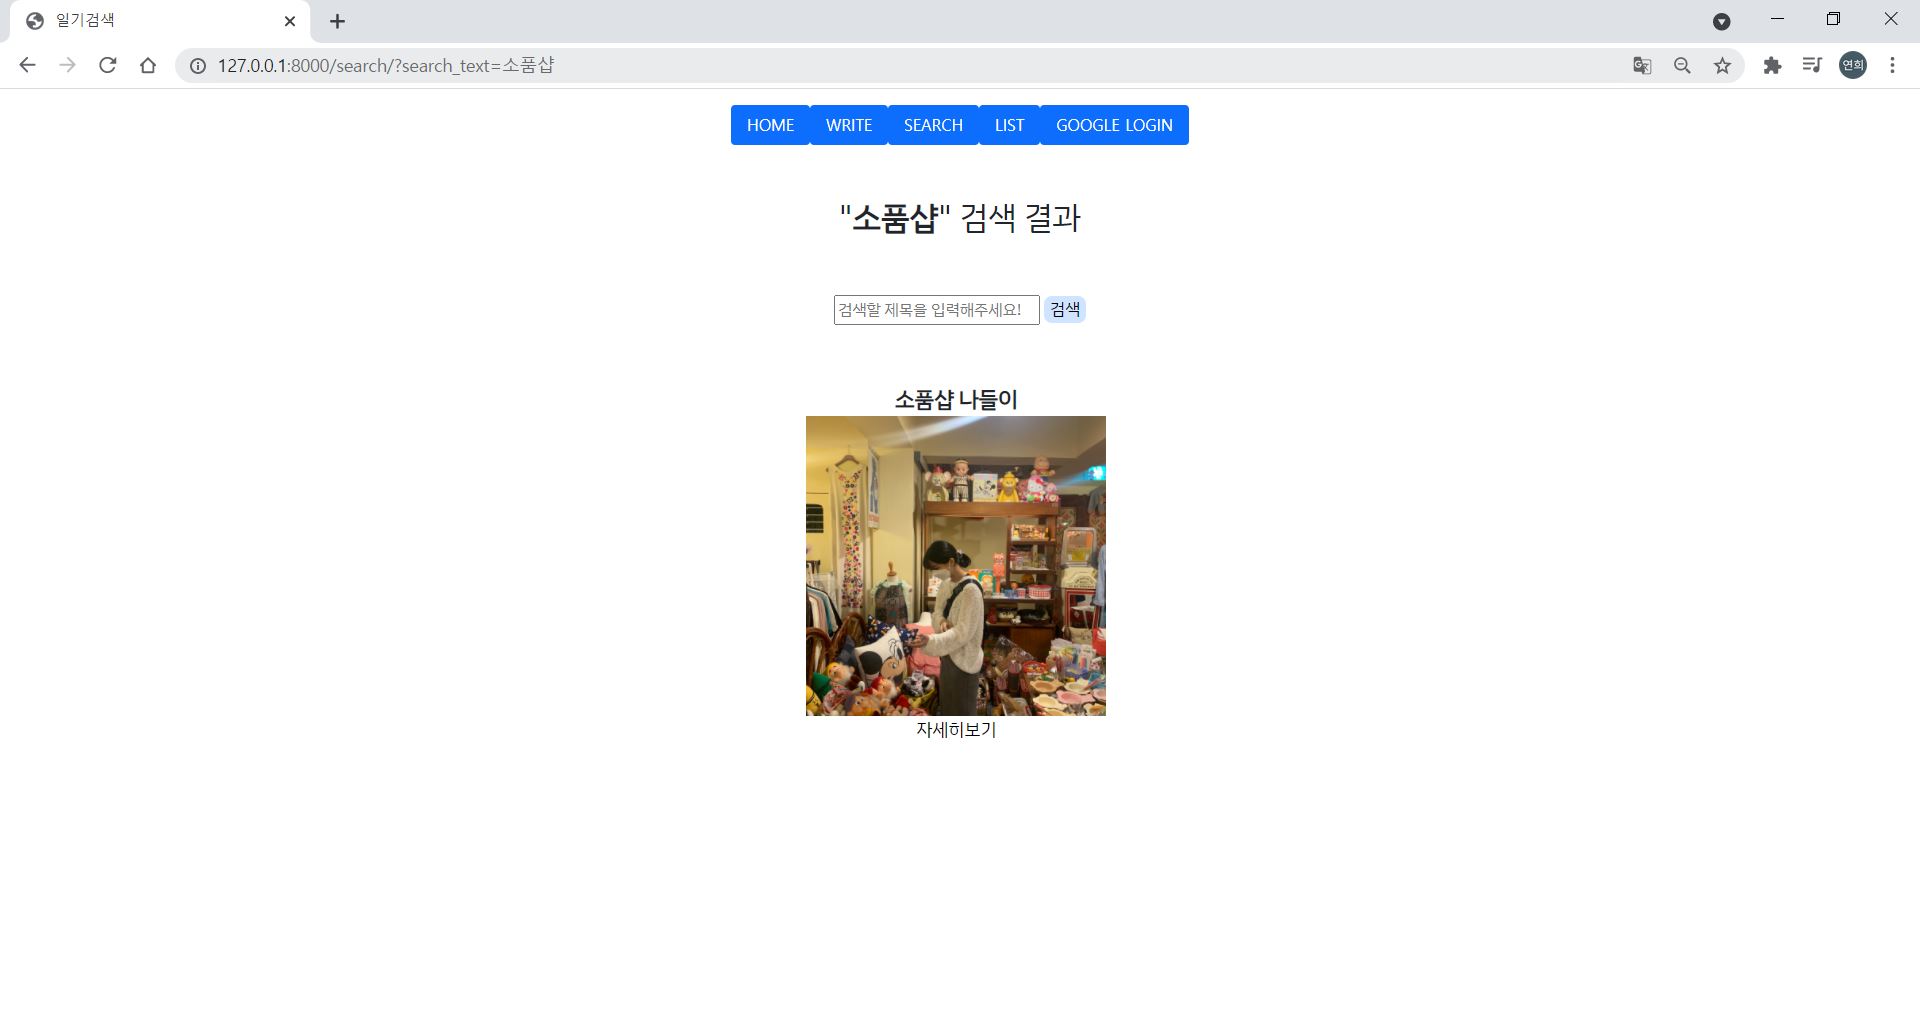 일기검색
127.0.0.1:8000/search/?search_text=소품샵
연희
HOME WRITE SEARCH LIST GOOGLE LOGIN
"소품샵" 검색 결과
검색할 제목을 입력해주세요! 검색
소품샵 나들이
자세히보기